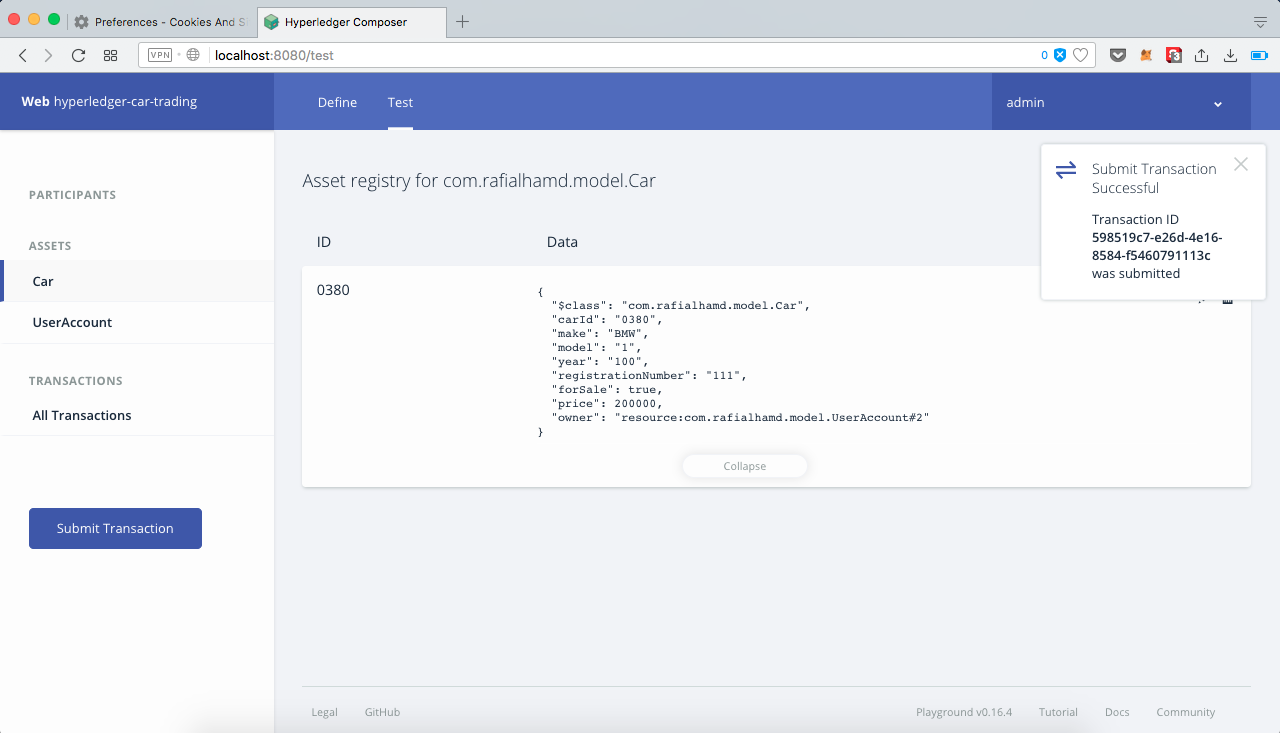 Preferences - Cookies And S
Hyperledger Composer
VPN
localhost:8080/test
0
Web hyperledger-car-trading
Define
Test
admin
Submit Transaction
Successful
Transaction ID
598519c7-e26d-4e16-
8584-f5460791113c
was submitted
PARTICIPANTS
ASSETS
Car
UserAccount
TRANSACTIONS
All Transactions
Submit Transaction
Asset registry for com.rafialhamd.model.Car
ID
Data
0380
{
"$class": "com.rafialhamd.model.Car",
"carId": "0380",
"make": "BMW",
"model": "1",
"year": "100",
"registrationNumber": "111",
"forSale": true,
"price": 200000,
"owner": "resource:com.rafialhamd.model.UserAccount#2"
}
Collapse
Legal
GitHub
Playground v0.16.4
Tutorial
Docs
Community